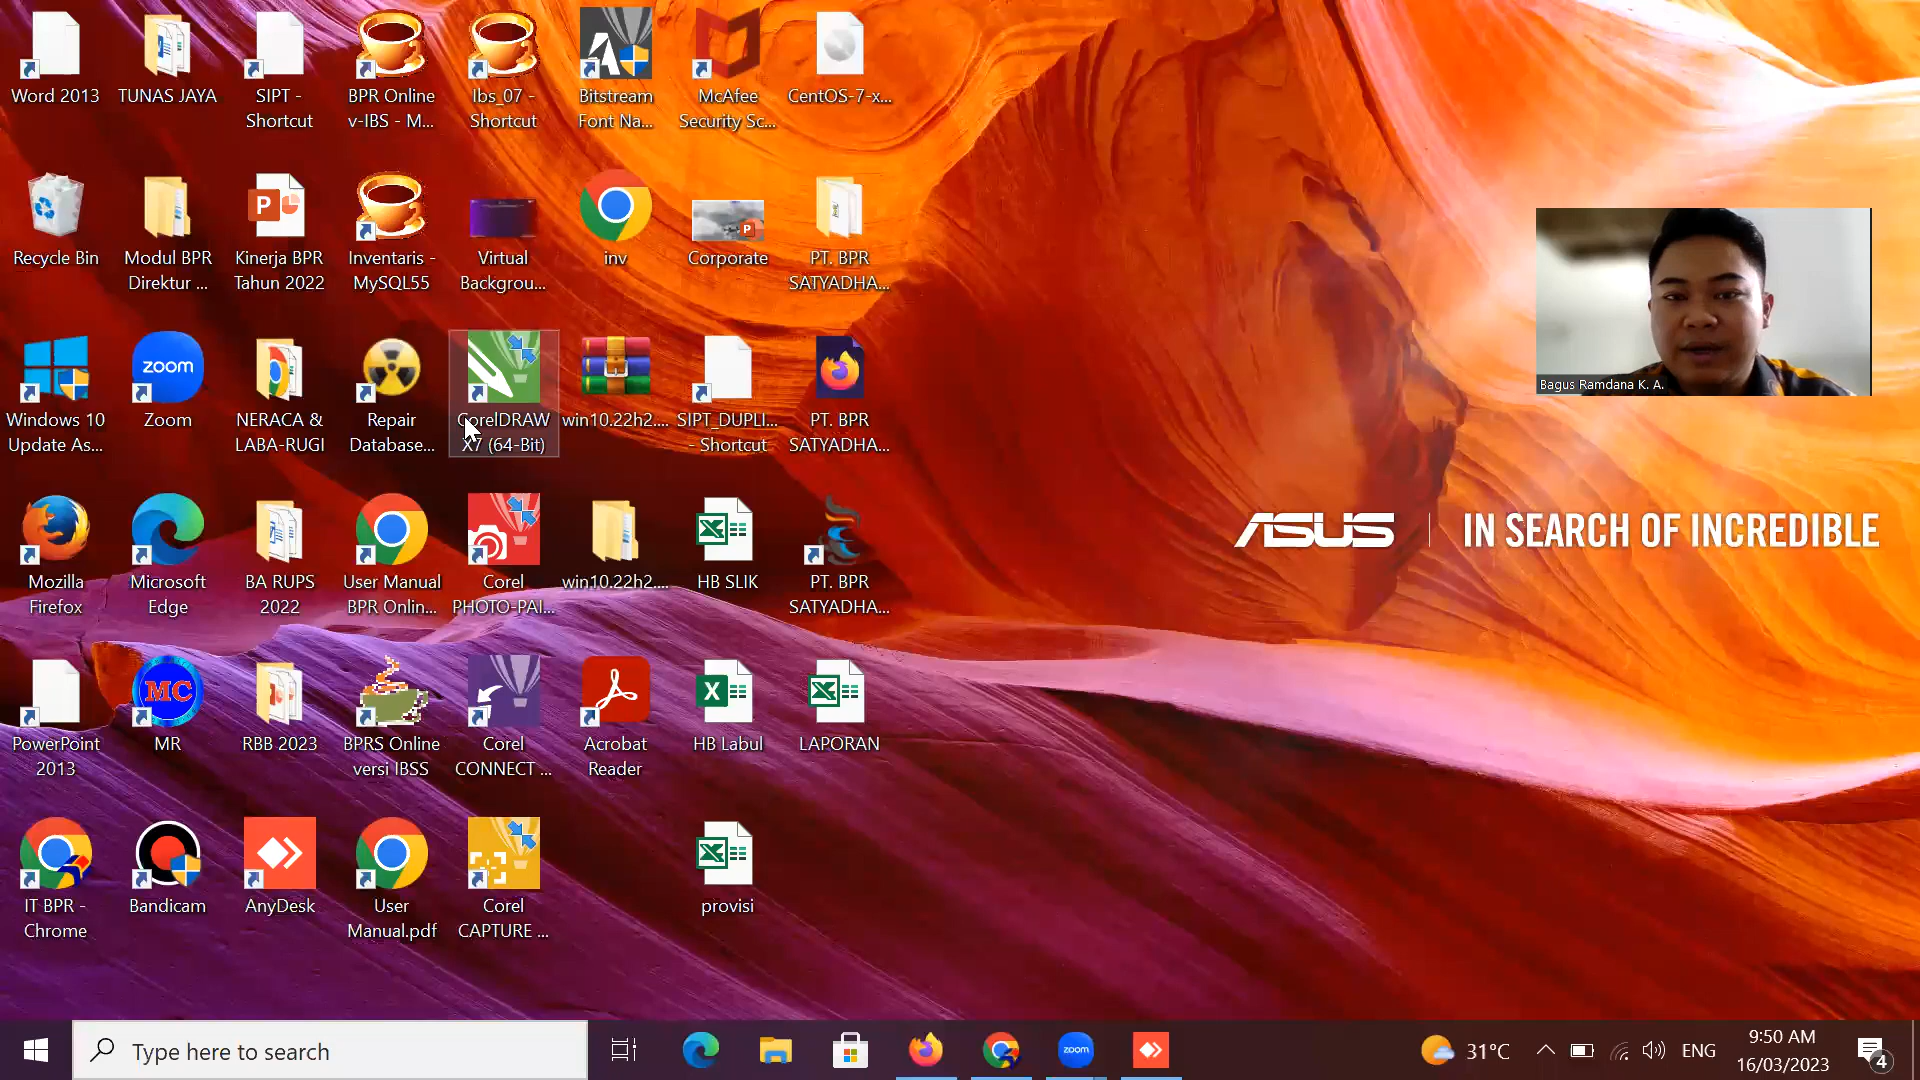 Word 2013
TUNAS JAYA
SIPT -
Shortcut
BPR Online
v-IBS - M...
Ibs_07 -
Shortcut
Bitstream
Font Na...
McAfee
Security Sc...
CentOS-7-x...
Recycle Bin
Modul BPR
Direktur ...
P
Kinerja BPR
Tahun 2022
Inventaris -
MySQL55
Virtual
Backgrou...
inv
P
Corporate
PT. BPR
SATYADHA...
Windows 10
Update As...
zoom
Zoom
NERACA &
LABA-RUGI
Repair
Database...
CorelDRAW
X7 (64-Bit)
win10.22h2....
SIPT_DUPLI...
- Shortcut
PT. BPR
SATYADHA...
Bagus Ramdana K. A.
ASUS
IN SEARCH OF INCREDIBLE
Mozilla
Firefox
Microsoft
Edge
BA RUPS
2022
User Manual
BPR Onlin...
Corel
PHOTO-PAI...
win10.22h2....
X
HB SLIK
PT. BPR
SATYADHA...
PowerPoint
2013
MC
MR
RBB 2023
BPRS Online
versi IBSS
Corel
CONNECT ...
Acrobat
Reader
X
HB Labul
X
LAPORAN
IT BPR -
Chrome
Bandicam
AnyDesk
User
Manual.pdf
Corel
CAPTURE ...
X
provisi
Type here to search
zoom
31°C
ENG
9:50 AM
16/03/2023
4